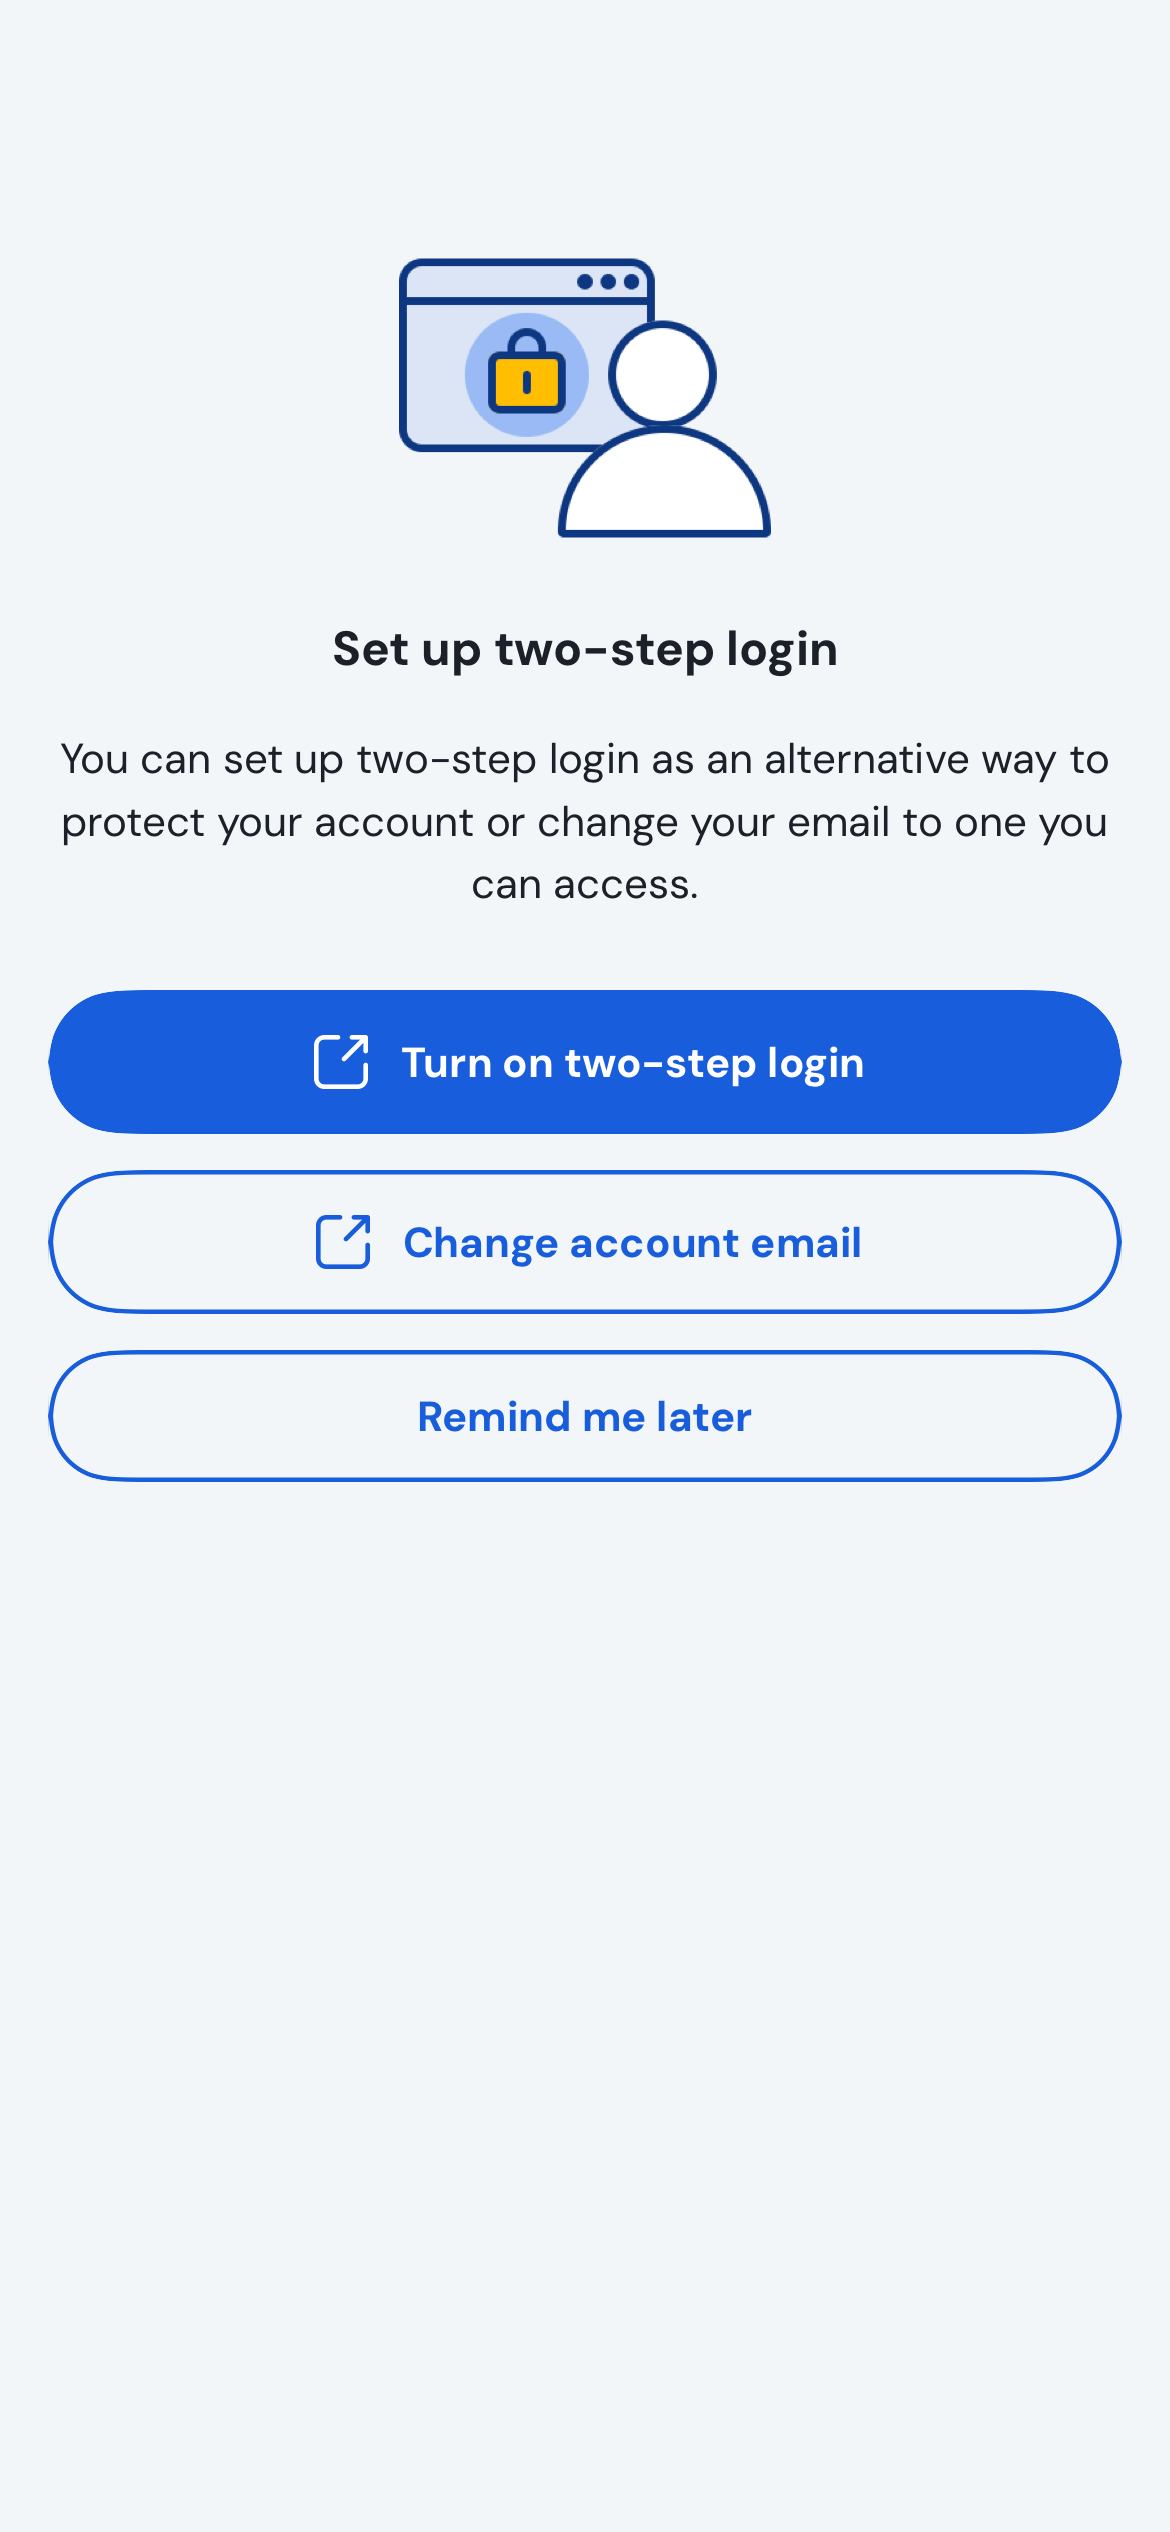 Set up two-step login
You can set up two-step login as an alternative way to
protect your account or change your email to one you
can access.
Turn on two-step login
Change account email
Remind me later